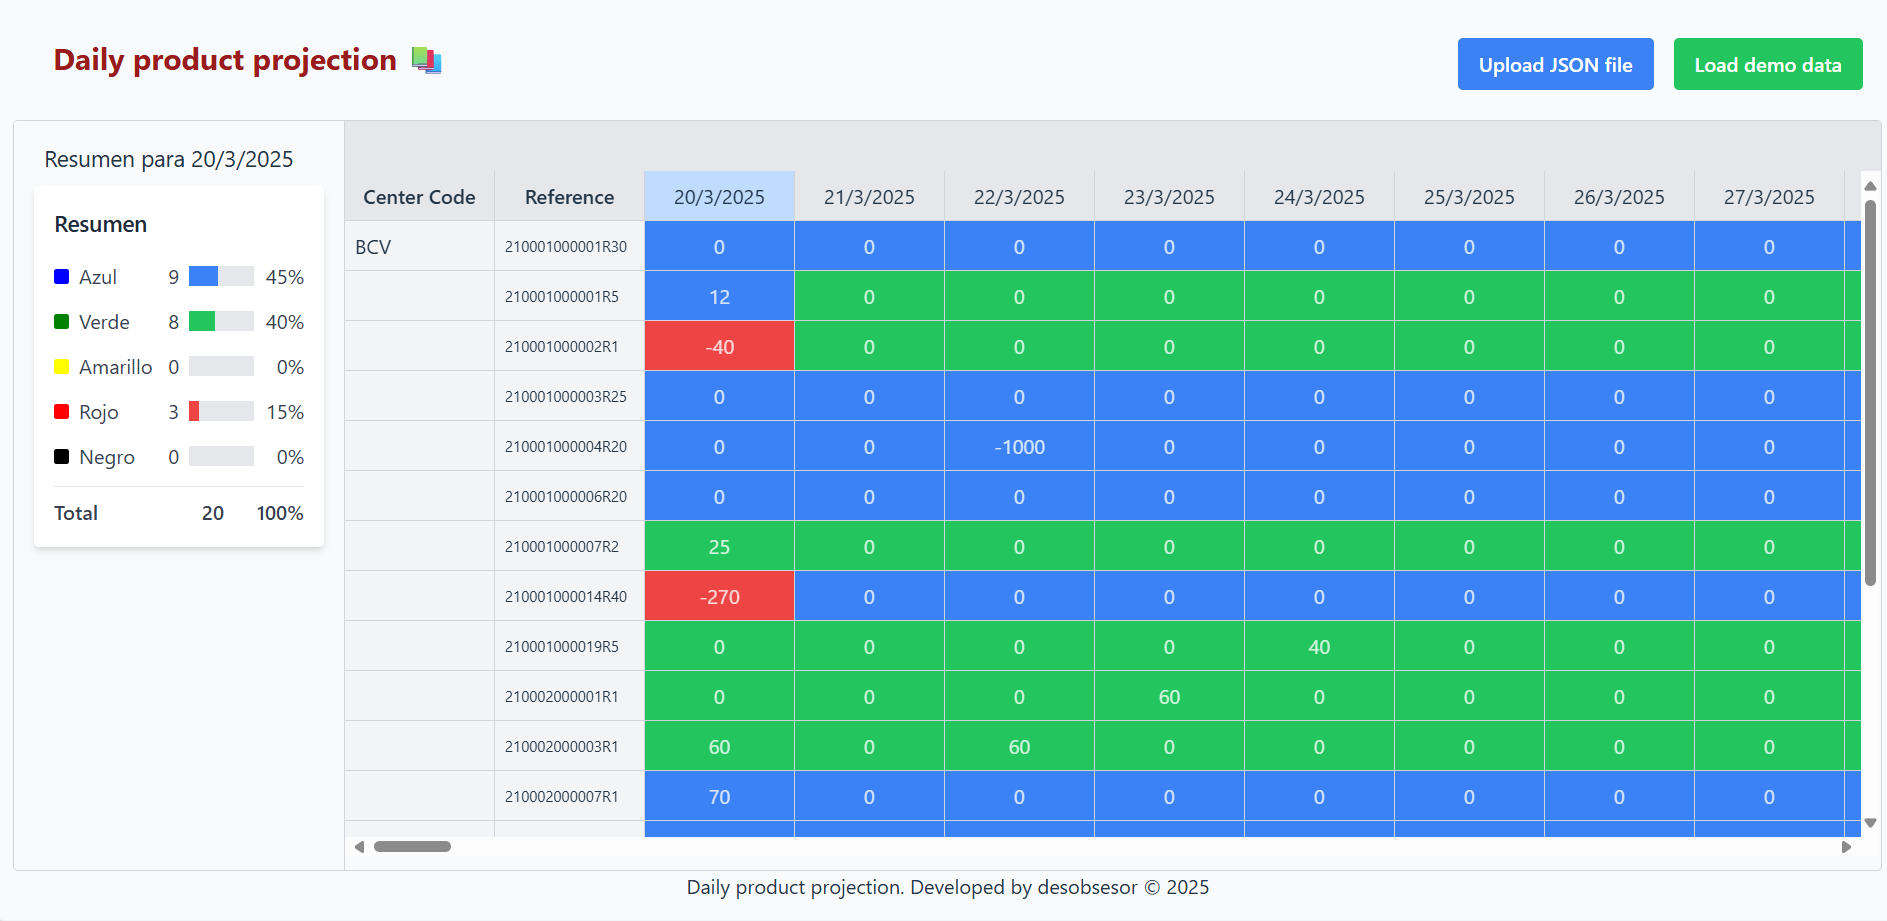 Daily product projection
Upload JSON file
Load demo data
Resumen para 20/3/2025
Resumen
Azul 9 45%
Verde 8 40%
Amarillo 0 0%
Rojo 3 15%
Negro 0 0%
Total 20 100%
Center Code Reference 20/3/2025 21/3/2025 22/3/2025 23/3/2025 24/3/2025 25/3/2025 26/3/2025 27/3/2025
BCV 210001000001R30 0 0 0 0 0 0 0 0
210001000001R5 12 0 0 0 0 0 0 0
210001000002R1 -40 0 0 0 0 0 0 0
210001000003R25 0 0 0 0 0 0 0 0
210001000004R20 0 0 -1000 0 0 0 0 0
210001000006R20 0 0 0 0 0 0 0 0
210001000007R2 25 0 0 0 0 0 0 0
210001000014R40 -270 0 0 0 0 0 0 0
210001000019R5 0 0 0 0 40 0 0 0
210002000001R1 0 0 0 60 0 0 0 0
210002000003R1 60 0 60 0 0 0 0 0
210002000007R1 70 0 0 0 0 0 0 0
Daily product projection. Developed by desobsesor © 2025